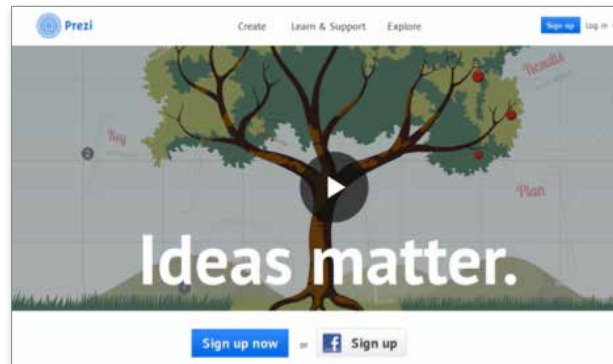 Prezi Create Learn & Support Explore Sign up Log in
Results
Key
2
Plan
Ideas matter.
Sign up now or f Sign up